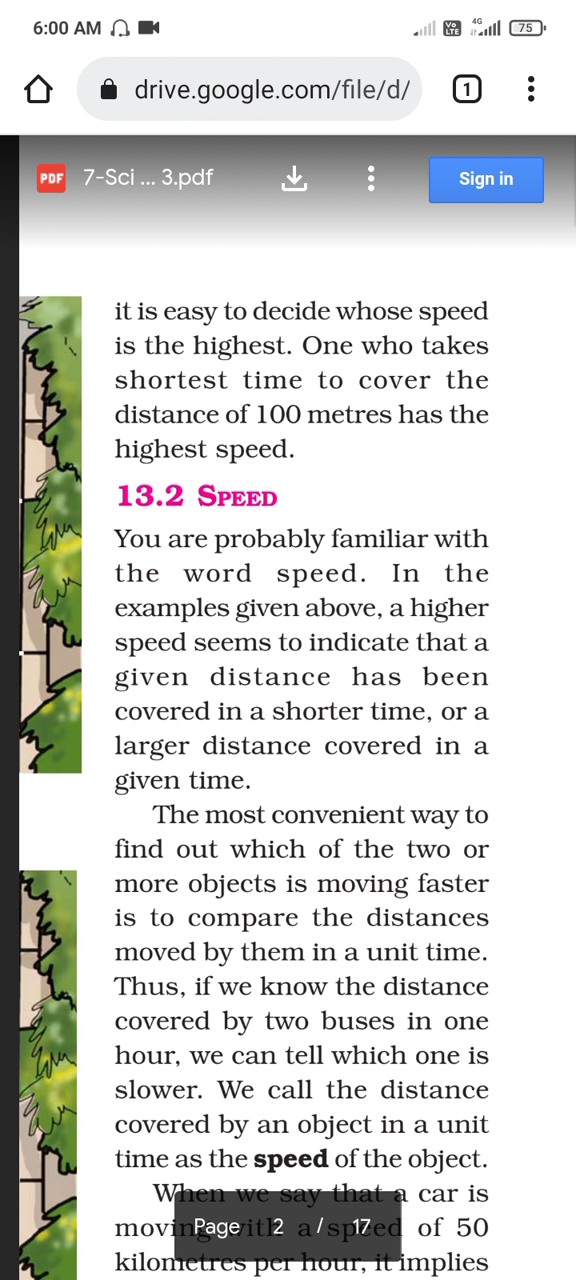 6:00 AM
Vo LTE
4G
75
drive.google.com/file/d/
1
PDF
7-Sci ... 3.pdf
Sign in
it is easy to decide whose speed
is the highest. One who takes
shortest time to cover the
distance of 100 metres has the
highest speed.
13.2 SPEED
You are probably familiar with
the word speed. In the
examples given above, a higher
speed seems to indicate that a
given distance has been
covered in a shorter time, or a
larger distance covered in a
given time.
The most convenient way to
find out which of the two or
more objects is moving faster
is to compare the distances
moved by them in a unit time.
Thus, if we know the distance
covered by two buses in one
hour, we can tell which one is
slower. We call the distance
covered by an object in a unit
time as the speed of the object.
When we say that a car is
moving with a speed of 50
Page 2 / 17
kilometres per hour, it implies